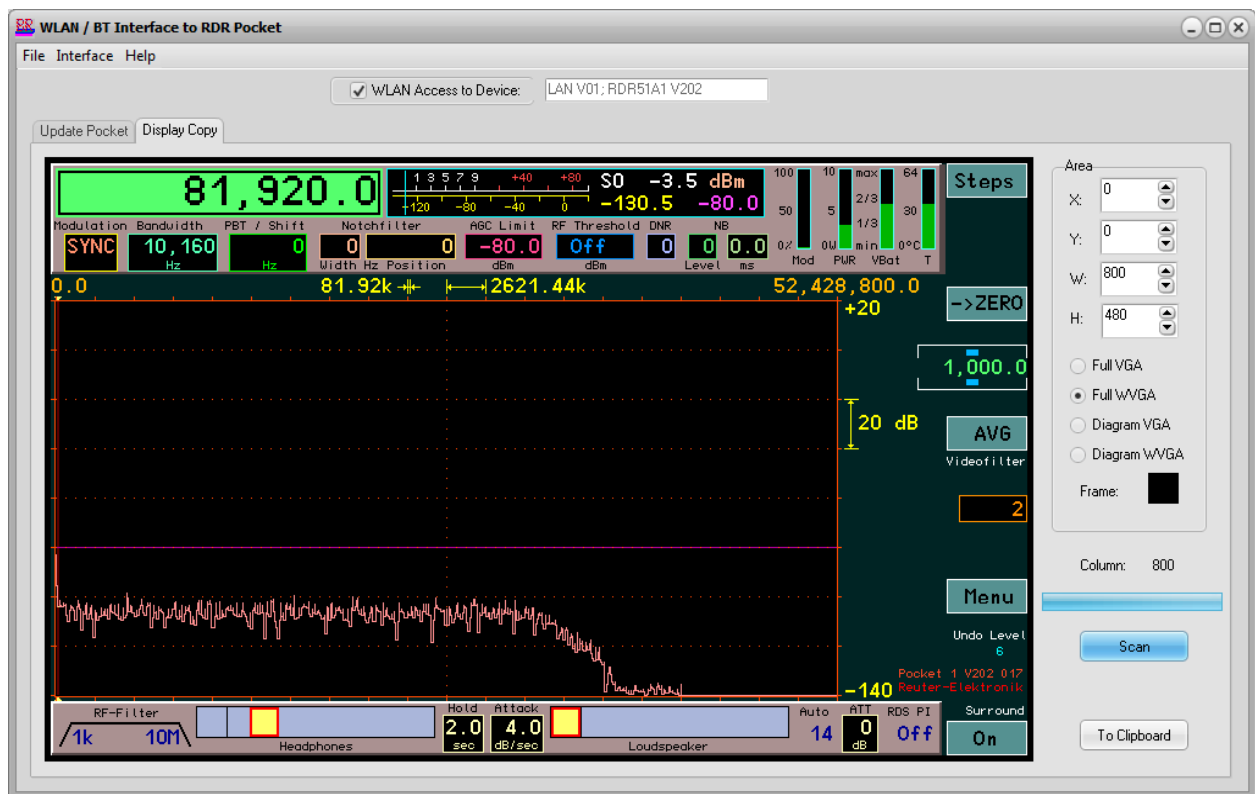 WLAN / BT Interface to RDR Pocket
File Interface Help
WLAN Access to Device: LAN V01; RDR51A1 V202
Update Pocket Display Copy
81,920.0
1 3 5 7 9 +40 +80 S0 -3.5 dBm
-120 -80 -40 0 -130.5 -80.0
100 10 max 64
2/3
50 5 30
1/3
0% 0W min 0°C
Mod PWR VBat T
Steps
Modulation Bandwidth PBT / Shift Notchfilter AGC Limit RF Threshold DNR NB
SYNC 10,160 0 0 0 -80.0 Off 0 0 0.0
Hz Hz Width Hz Position dBm dBm Level ms
0.0 81.92k 2621.44k 52,428,800.0
+20
->ZERO
1,000.0
20 dB
AVG
Videofilter
2
Menu
Undo Level
6
Pocket 1 V202 017
-140 Reuter-Elektronik
RF-Filter
1k 10M
Headphones
Hold Attack
2.0 4.0
sec dB/sec
Loudspeaker
Auto ATT RDS PI
14 0 Off
dB
Surround
On
Area
X: 0
Y: 0
W: 800
H: 480
Full VGA
Full WVGA
Diagram VGA
Diagram WVGA
Frame:
Column: 800
Scan
To Clipboard